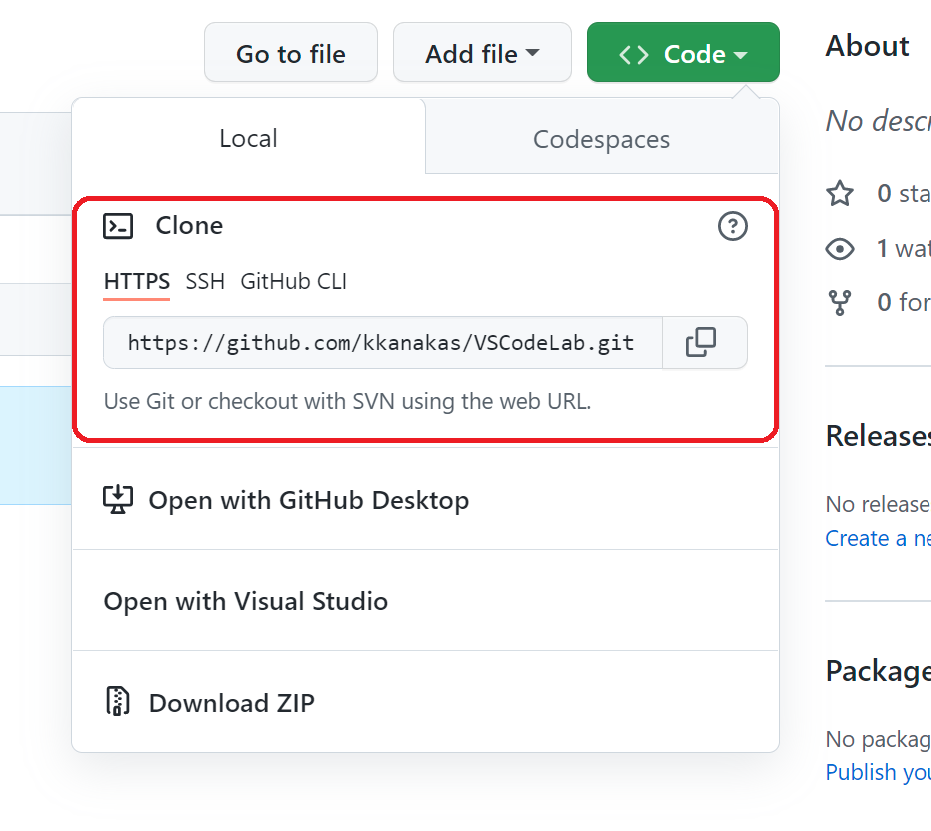 Go to file
Add file
Code
About
No desc
Local
Codespaces
0 sta
1 wat
0 for
Clone
HTTPS SSH GitHub CLI
https://github.com/kkanakas/VSCodeLab.git
Use Git or checkout with SVN using the web URL.
Open with GitHub Desktop
Open with Visual Studio
Download ZIP
Releases
No release
Create a ne
Package
No packag
Publish you